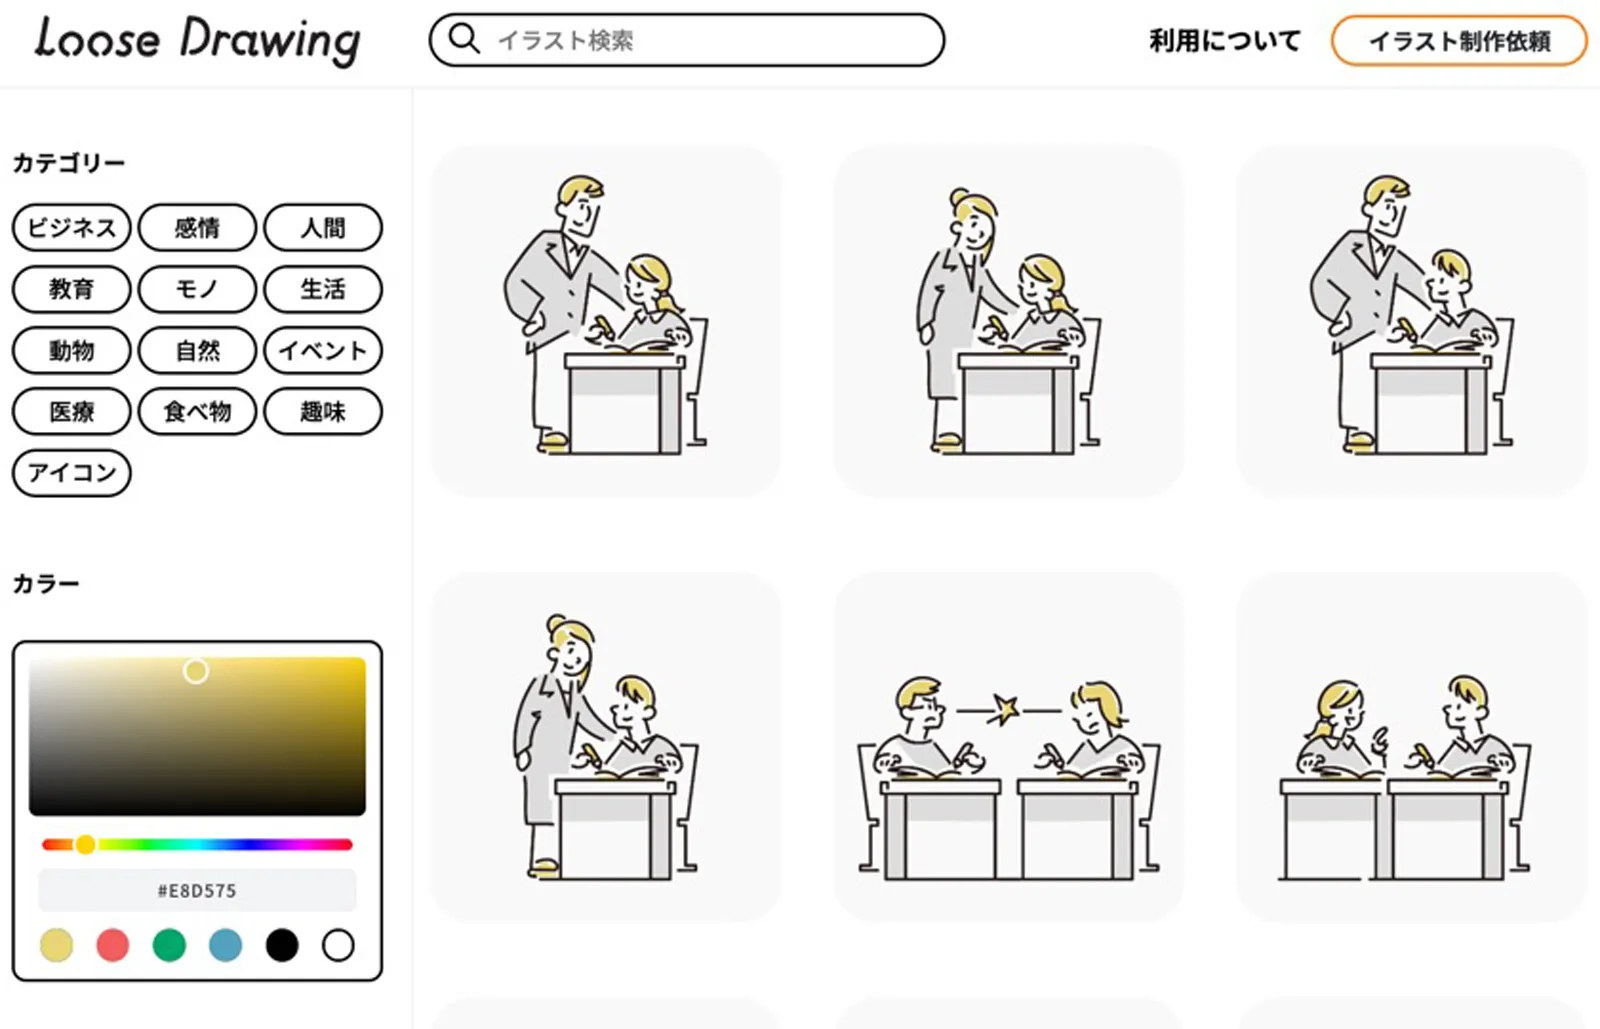 Loose Drawing
イラスト検索
利用について
イラスト制作依頼
カテゴリー
ビジネス
感情
人間
教育
モノ
生活
動物
自然
イベント
医療
食べ物
趣味
アイコン
カラー
#E8D575